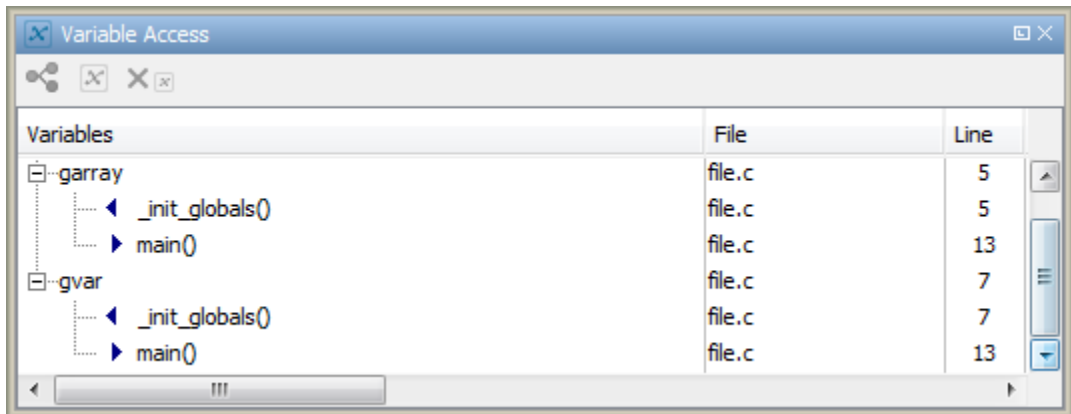 Variable Access
Variables File Line
garray file.c 5
_init_globals() file.c 5
main() file.c 13
gvar file.c 7
_init_globals() file.c 7
main() file.c 13